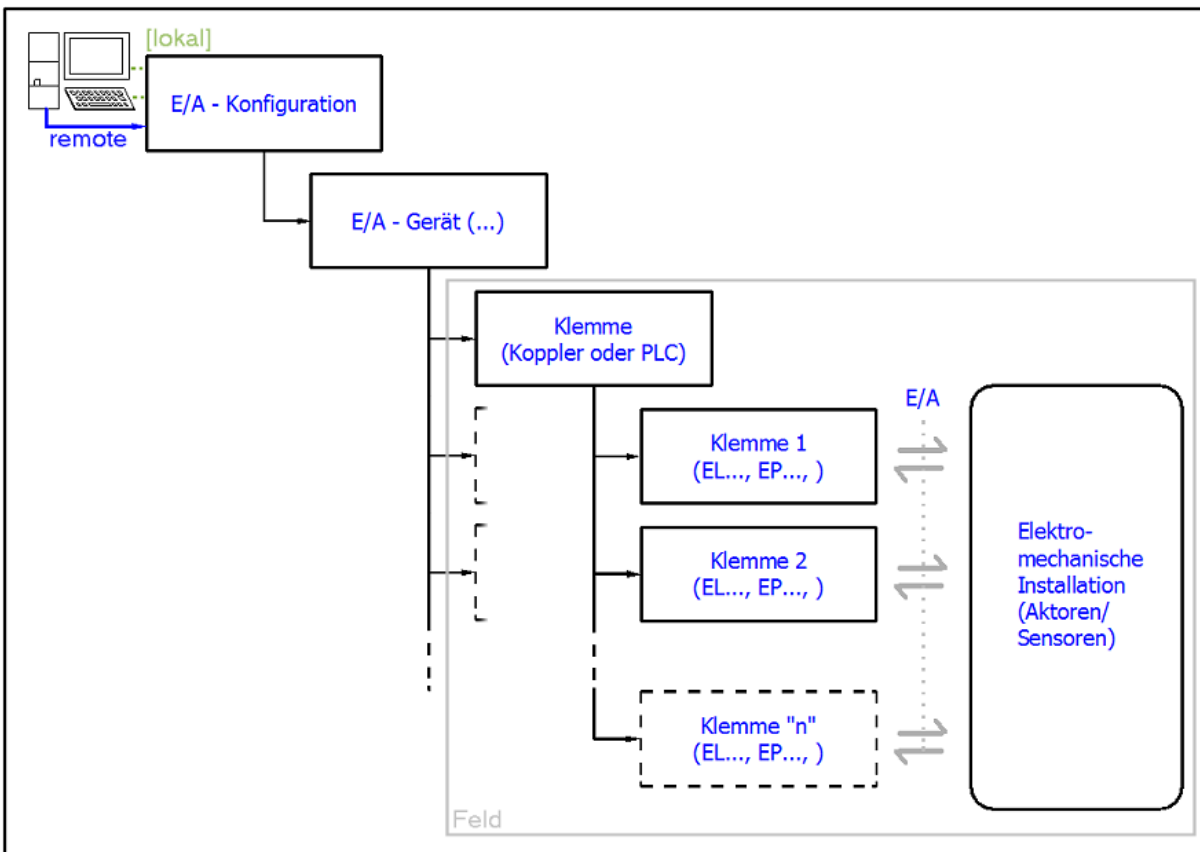 [lokal]
E/A - Konfiguration
remote
E/A - Gerät (...)
Klemme
(Koppler oder PLC)
E/A
Klemme 1
(EL..., EP..., )
Klemme 2
(EL..., EP..., )
Elektro-
mechanische
Installation
(Aktoren/
Sensoren)
Klemme "n"
(EL..., EP..., )
Feld